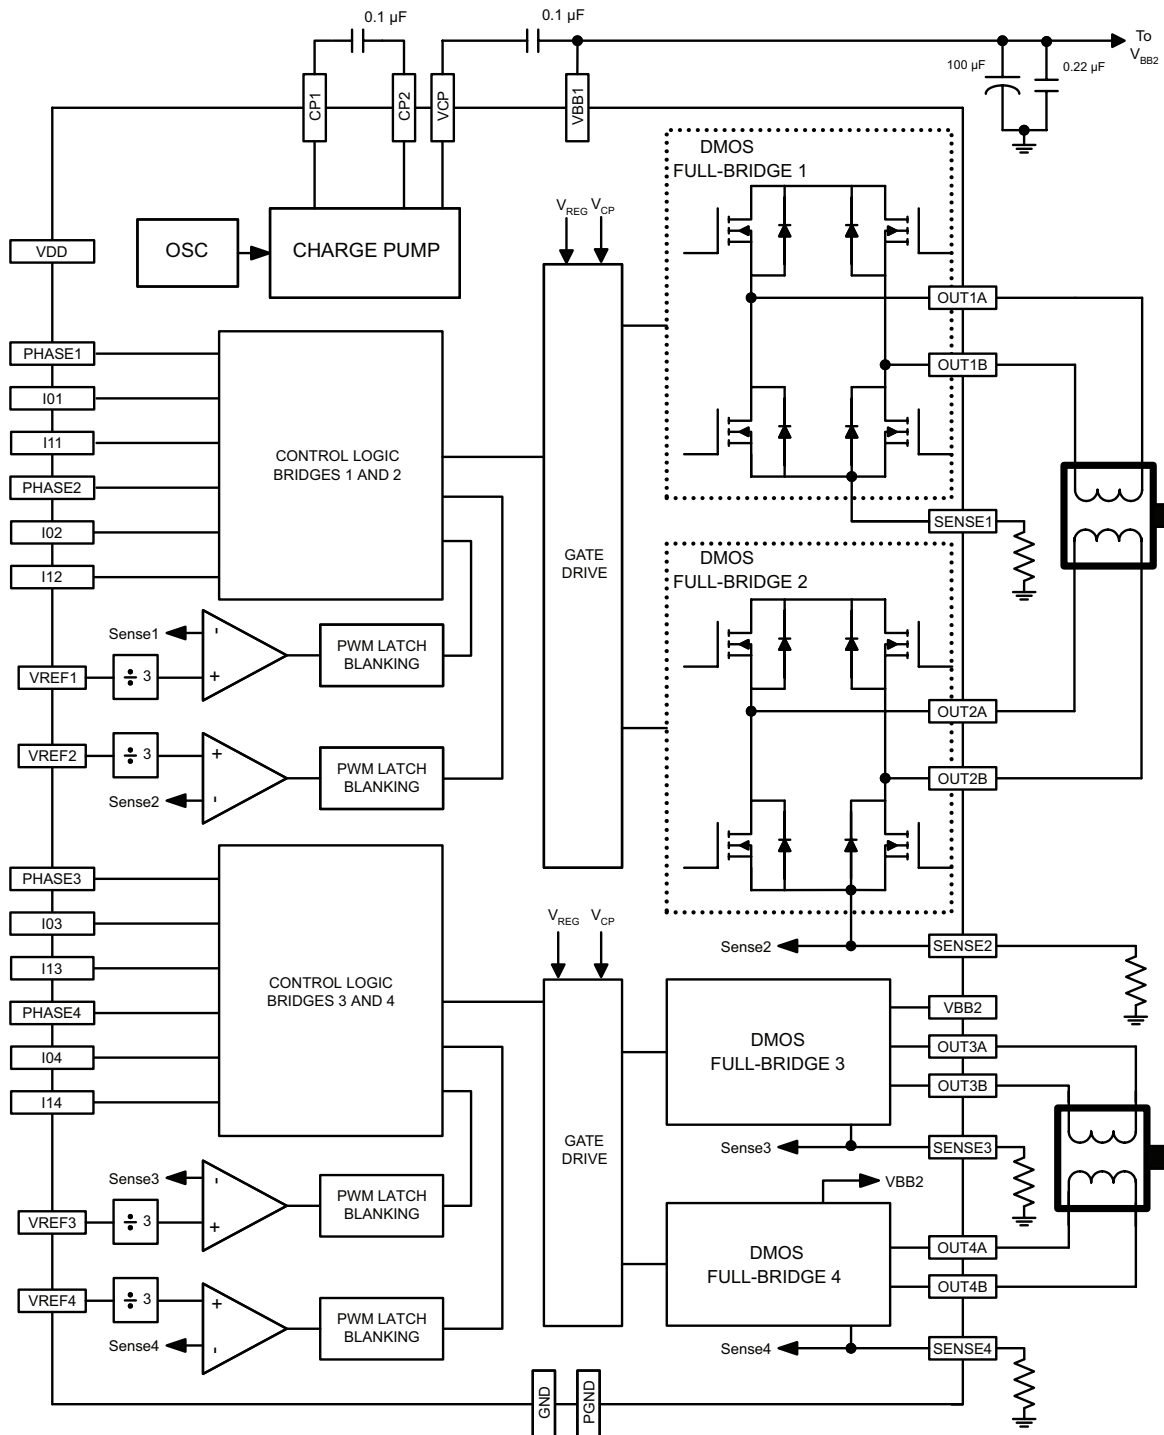 0.1 µF
0.1 µF
To
VBB2
100 µF
0.22 µF
CP1
CP2
VCP
VBB1
DMOS
FULL-BRIDGE 1
VREG
VCP
VDD
OSC
CHARGE PUMP
OUT1A
PHASE1
OUT1B
I01
I11
CONTROL LOGIC
BRIDGES 1 AND 2
PHASE2
SENSE1
I02
I12
GATE
DRIVE
DMOS
FULL-BRIDGE 2
Sense1
-
PWM LATCH
BLANKING
VREF1
÷ 3
+
OUT2A
VREF2
÷ 3
+
PWM LATCH
BLANKING
OUT2B
Sense2
-
PHASE3
I03
VREG
VCP
Sense2
SENSE2
I13
CONTROL LOGIC
BRIDGES 3 AND 4
PHASE4
VBB2
DMOS
FULL-BRIDGE 3
OUT3A
I04
OUT3B
I14
GATE
DRIVE
Sense3
SENSE3
Sense3
-
PWM LATCH
BLANKING
VBB2
VREF3
÷ 3
+
DMOS
FULL-BRIDGE 4
OUT4A
OUT4B
VREF4
÷ 3
+
PWM LATCH
BLANKING
Sense4
-
Sense4
SENSE4
GND
PGND